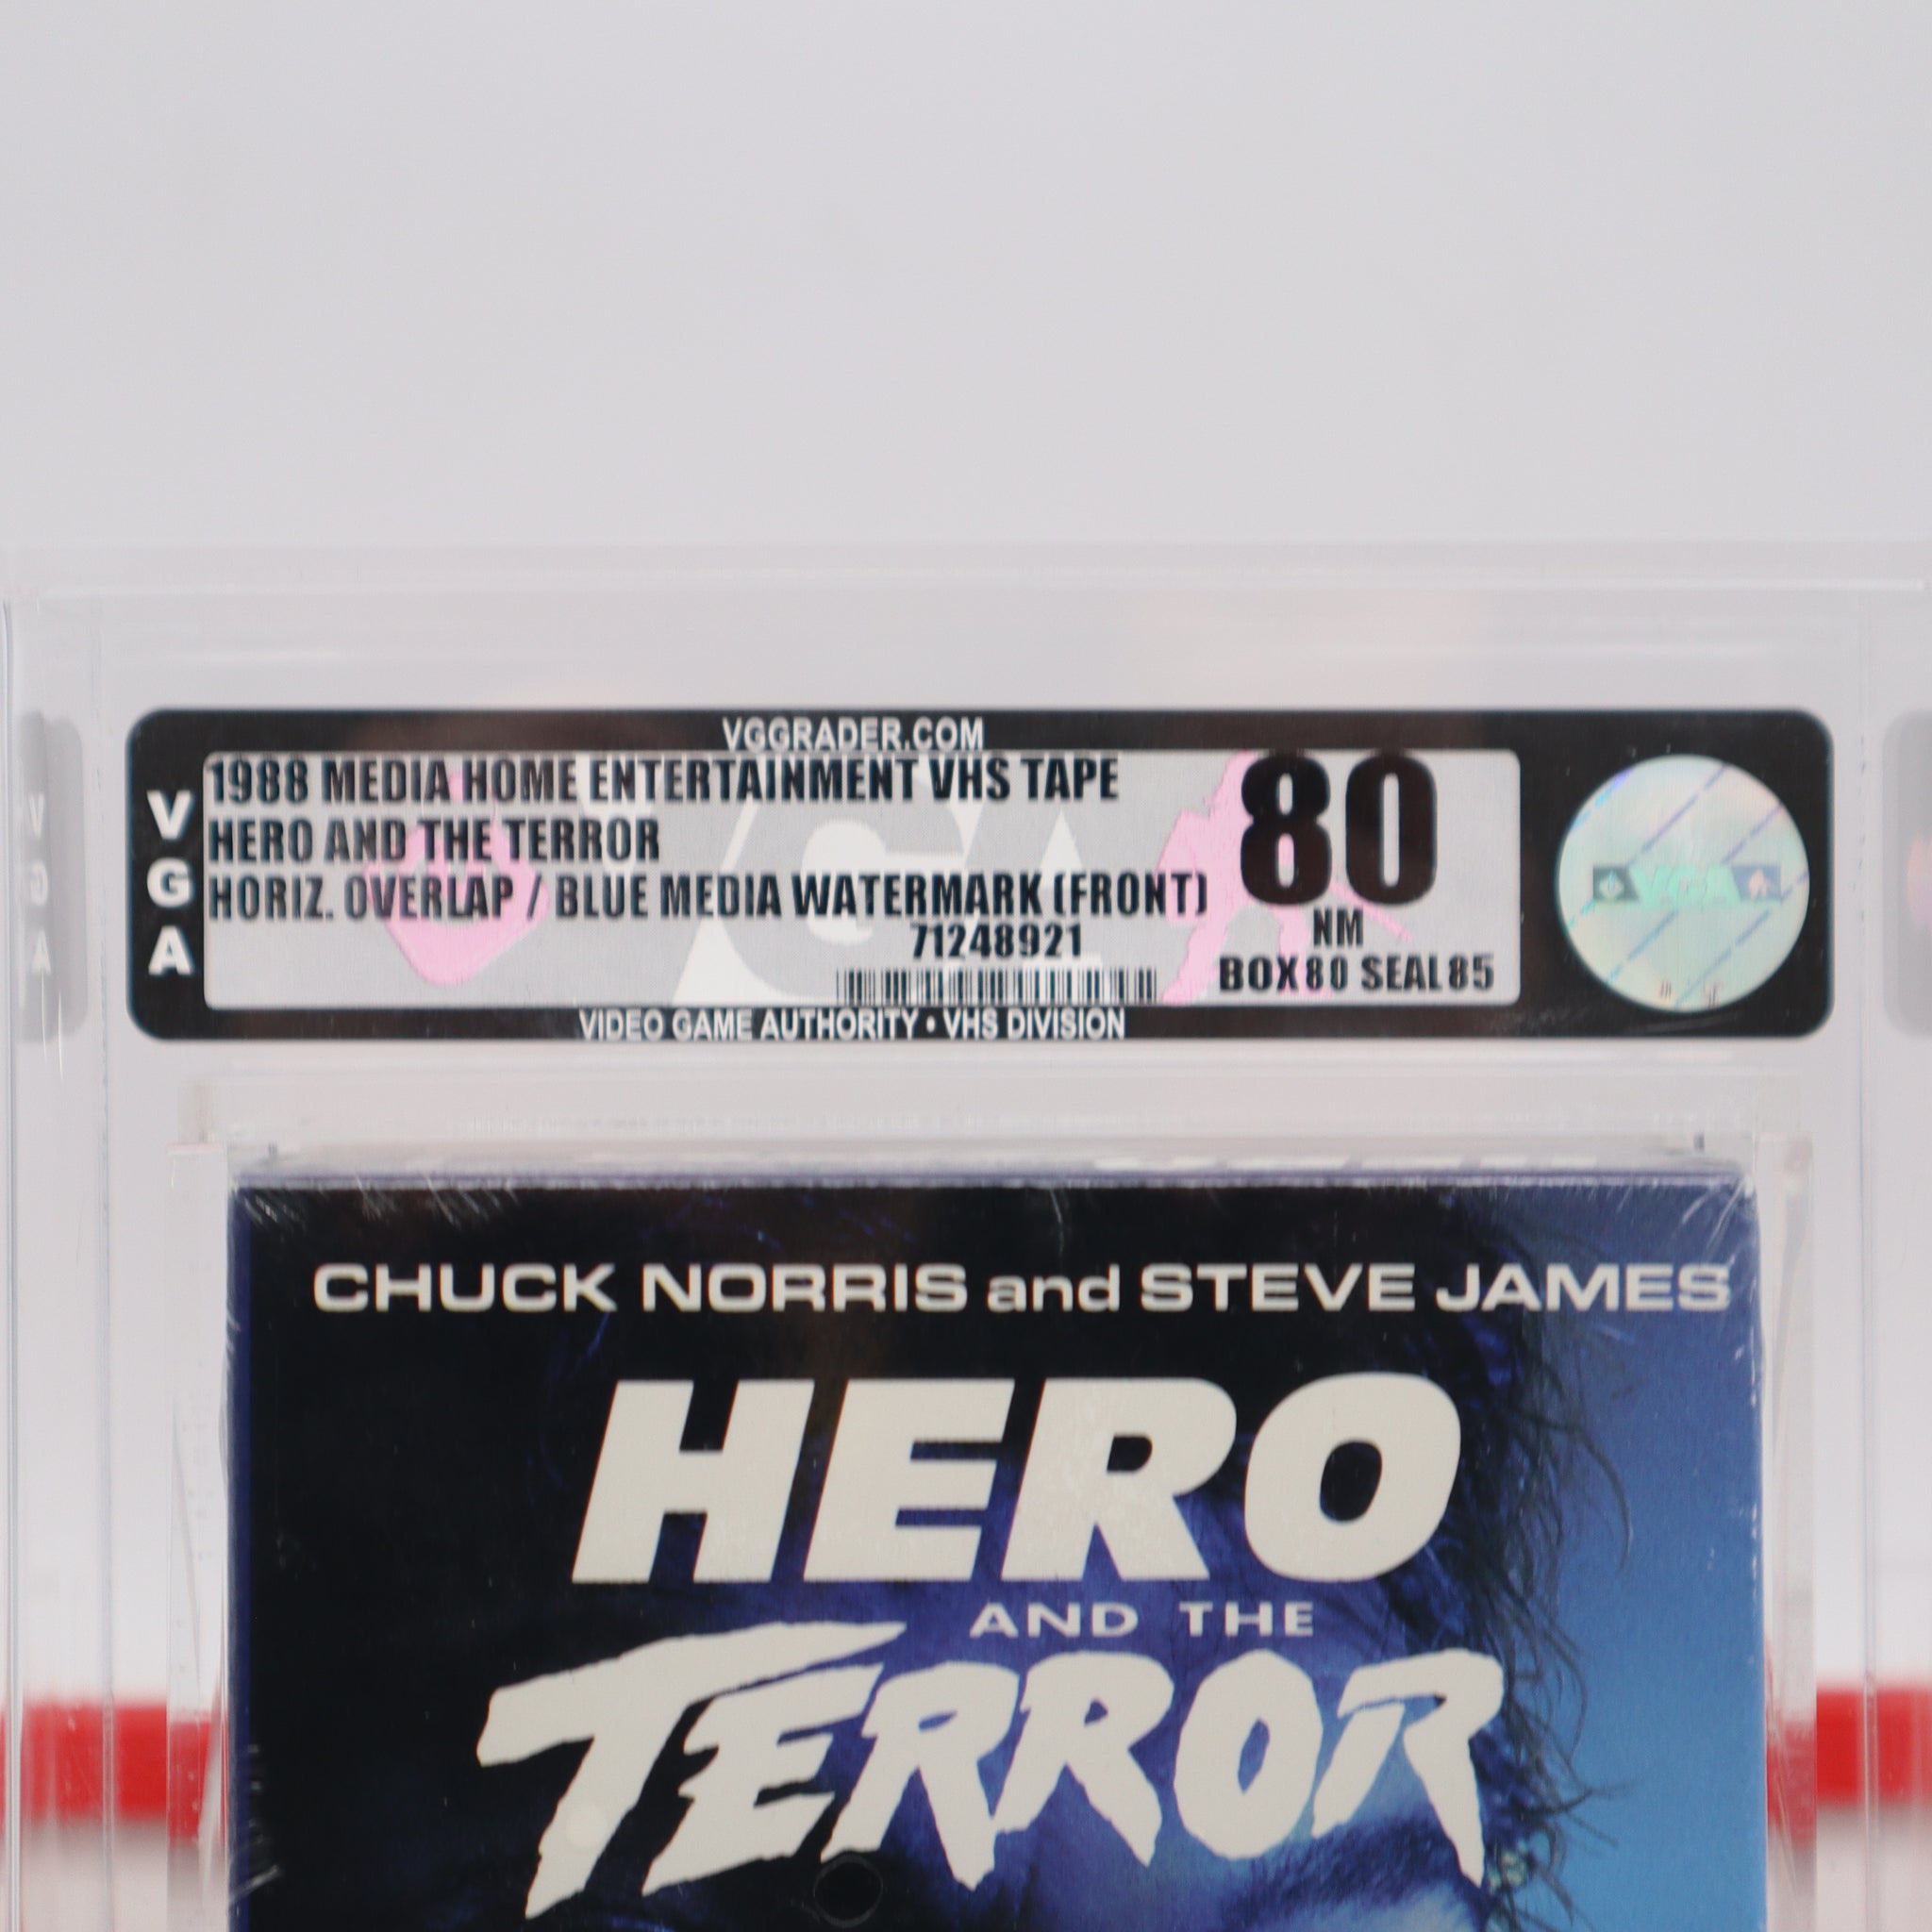 VGGRADER.COM
VGA
1988 MEDIA HOME ENTERTAINMENT VHS TAPE
HERO AND THE TERROR
HORIZ. OVERLAP / BLUE MEDIA WATERMARK (FRONT)
71248921
80
NM
BOX 80 SEAL 85
VGA
VIDEO GAME AUTHORITY • VHS DIVISION
CHUCK NORRIS and STEVE JAMES
HERO
AND THE
TERROR